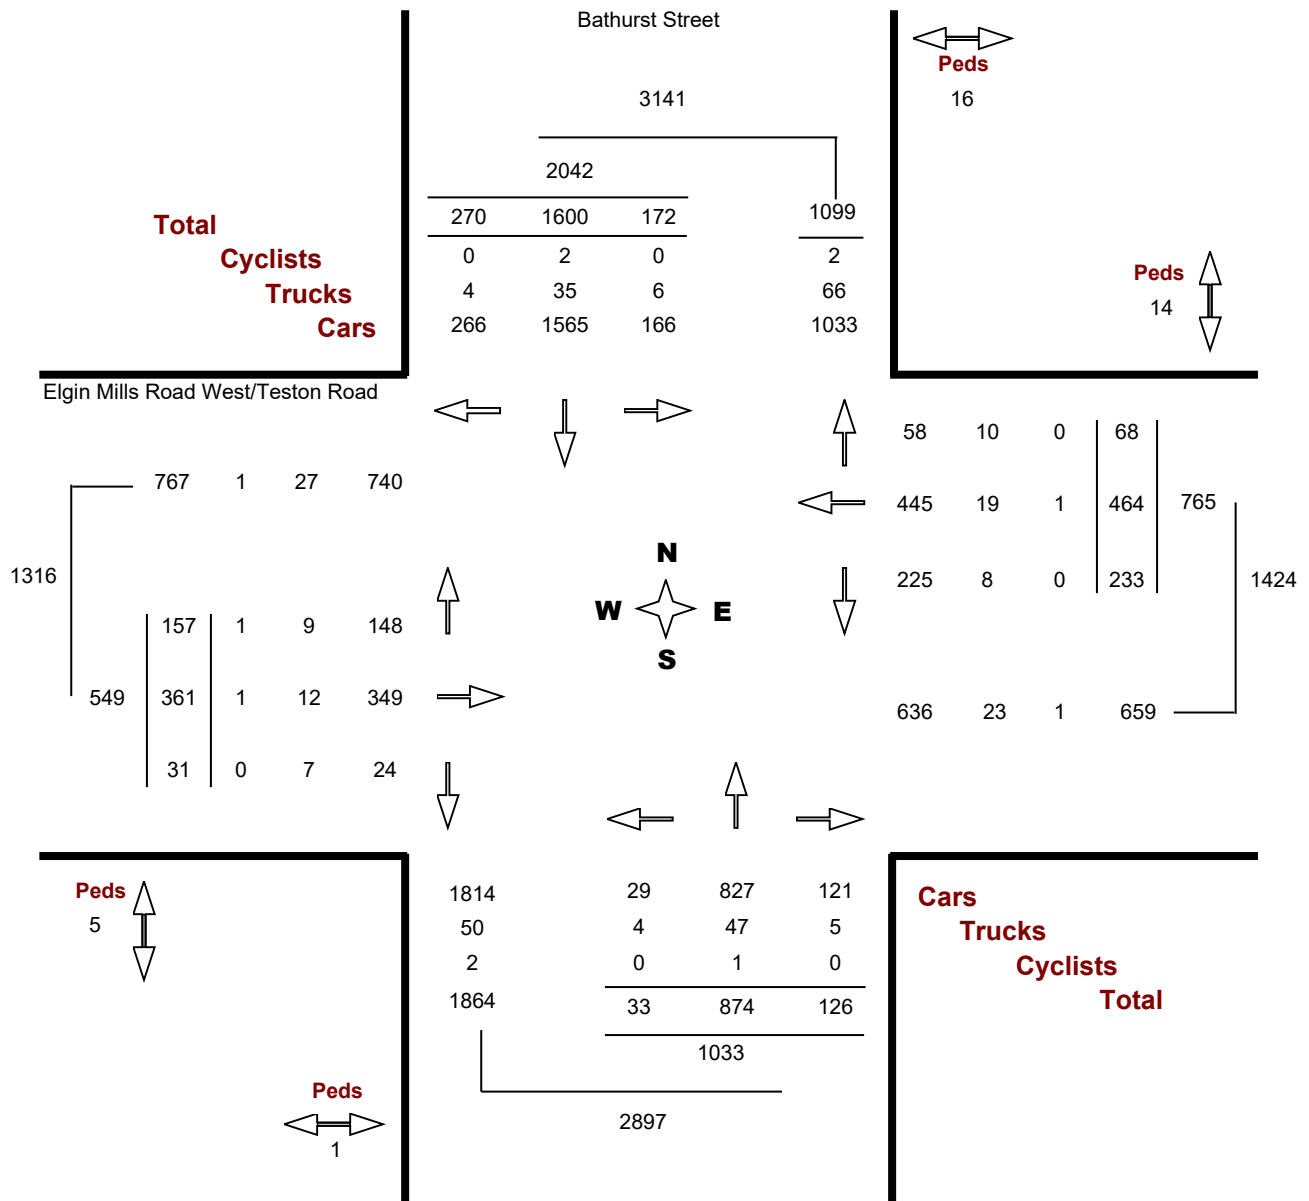 Bathurst Street
Peds
16
3141
2042
270 1600 172 1099
Total
0 2 0 2
Cyclists
4 35 6 66
Trucks
266 1565 166 1033
Cars
Peds
14
Elgin Mills Road West/Teston Road
58 10 0 68
767 1 27 740
445 19 1 464 765
N
1316
225 8 0 233 1424
W E
157 1 9 148
S
549 361 1 12 349
636 23 1 659
31 0 7 24
Peds
5
1814 29 827 121
50 4 47 5
2 0 1 0
1864 33 874 126
Cars
Trucks
Cyclists
Total
1033
Peds
1
2897